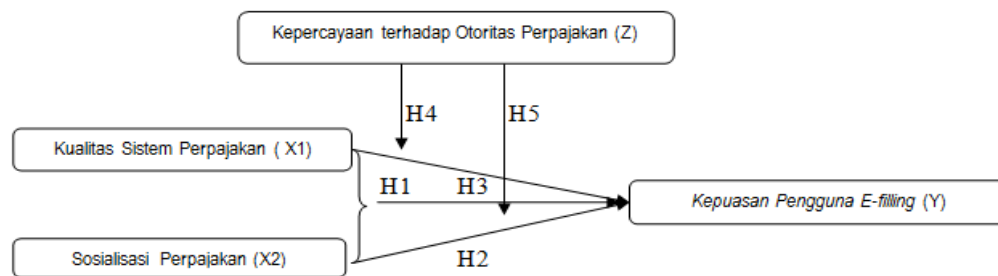 Kepercayaan terhadap Otoritas Perpajakan (Z)
H4 H5
Kualitas Sistem Perpajakan ( X1)
H1 H3
Kepuasan Pengguna E-filling (Y)
Sosialisasi Perpajakan (X2)
H2